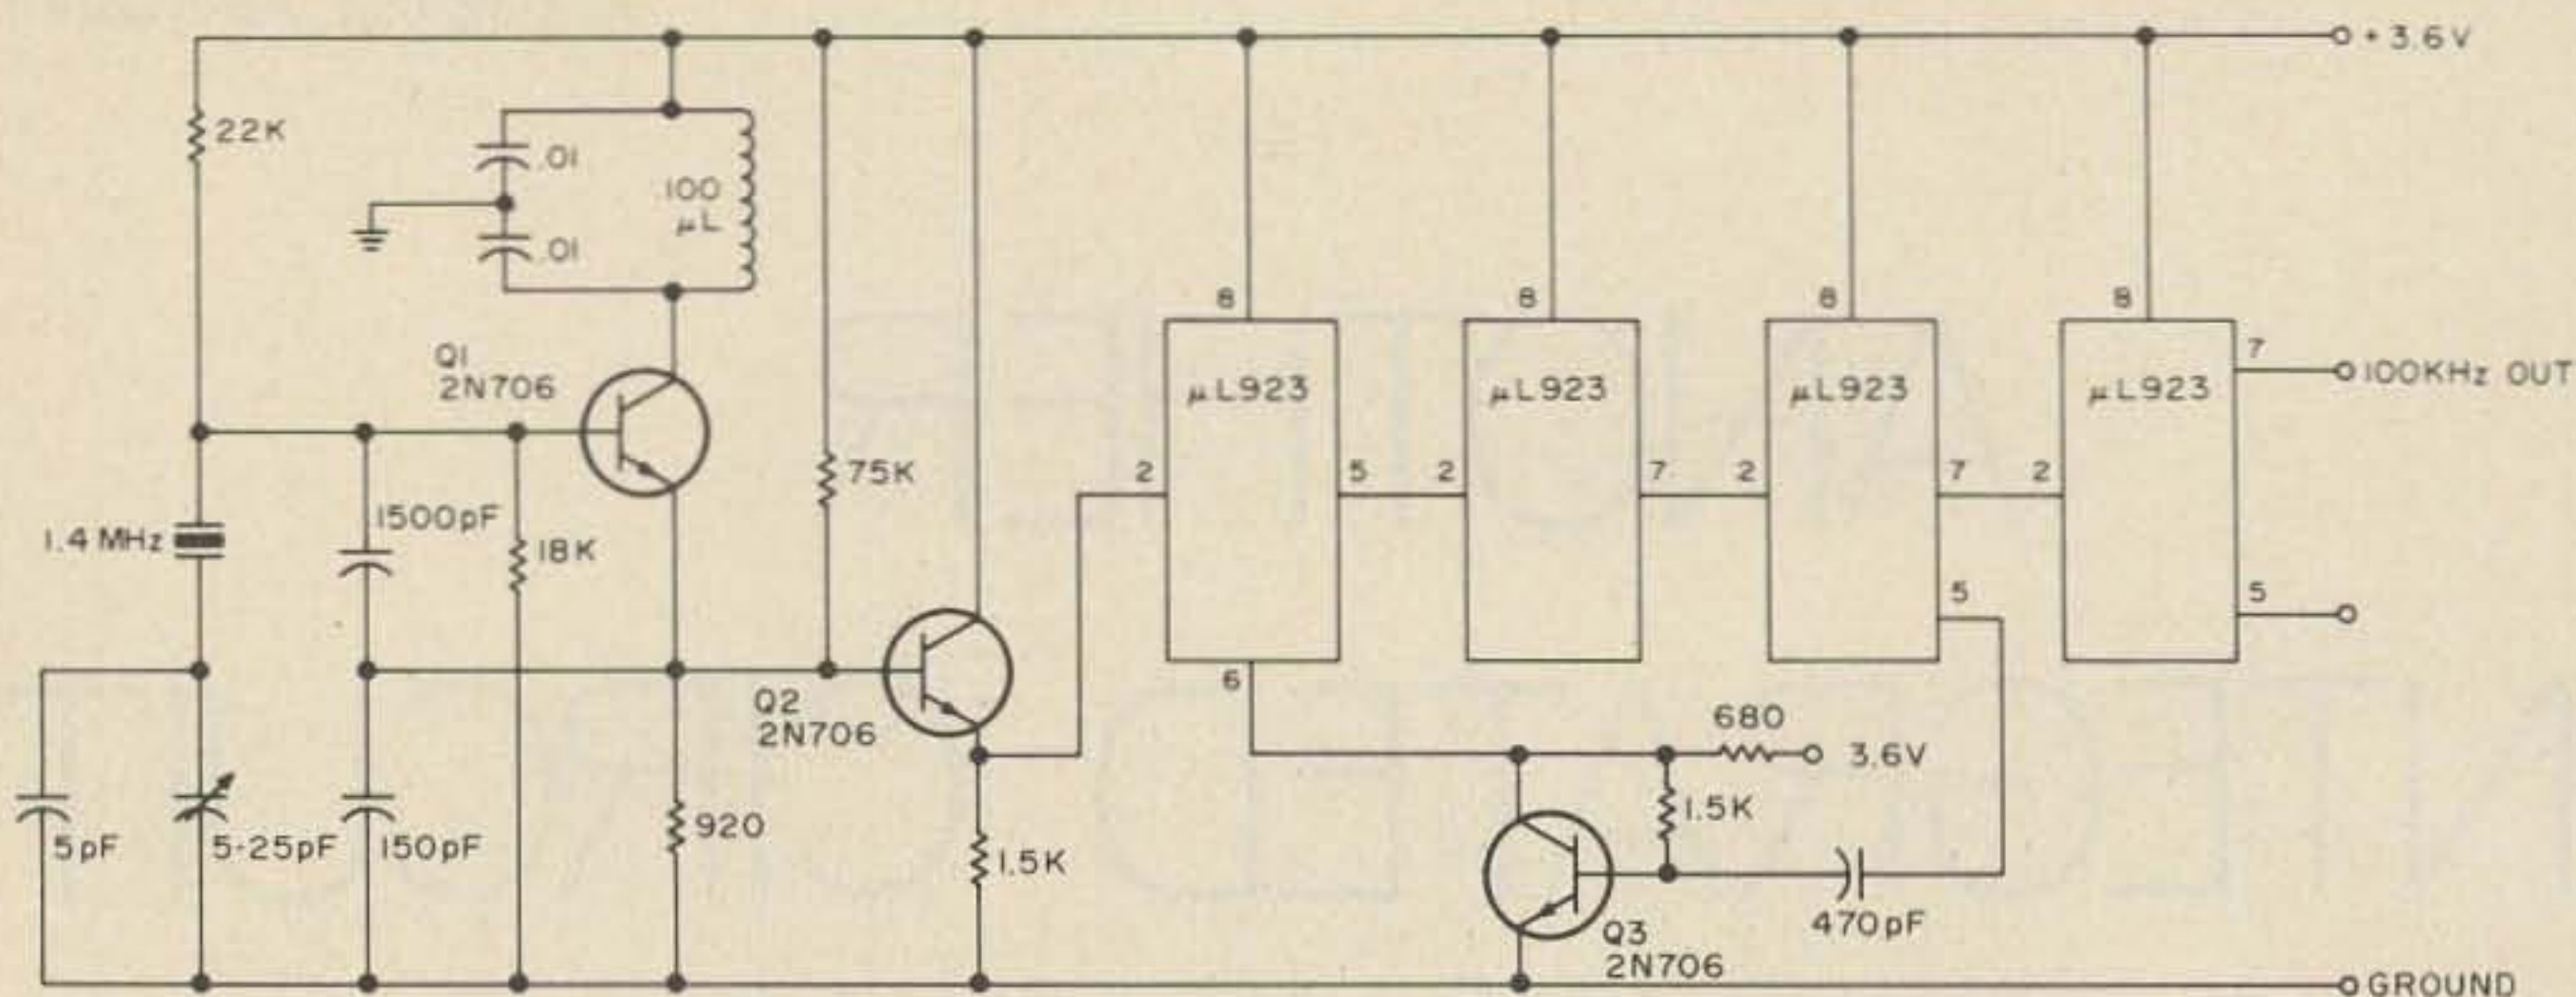 + 3.6V
22K
.01
.01
100
µL
Q1
2N706
75K
1.4 MHz
1500pF
18K
5pF
5-25pF
150pF
920
Q2
2N706
1.5K
8
µL923
2
5
6
8
µL923
2
7
8
µL923
2
7
5
8
µL923
2
7
100KHz OUT
5
680
3.6V
1.5K
470pF
Q3
2N706
GROUND